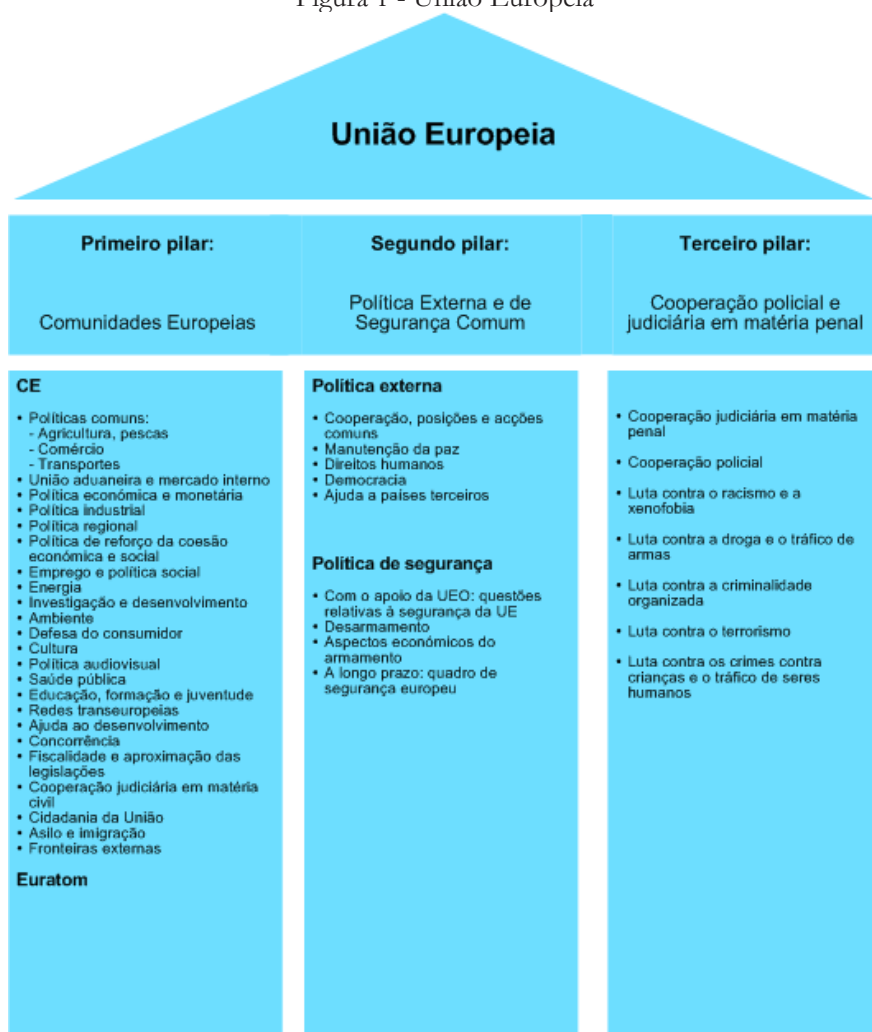 Figura 1 - União Europeia
União Europeia
Primeiro pilar:
Comunidades Europeias
Segundo pilar:
Política Externa e de
Segurança Comum
Terceiro pilar:
Cooperação policial e
judiciária em matéria penal
CE
• Políticas comuns:
- Agricultura, pescas
- Comércio
- Transportes
• União aduaneira e mercado interno
• Política económica e monetária
• Política industrial
• Política regional
• Política de reforço da coesão
económica e social
• Emprego e política social
• Energia
• Investigação e desenvolvimento
• Ambiente
• Defesa do consumidor
• Cultura
• Política audiovisual
• Saúde pública
• Educação, formação e juventude
• Redes transeuropeias
• Ajuda ao desenvolvimento
• Concorrência
• Fiscalidade e aproximação das
legislações
• Cooperação judiciária em matéria
civil
• Cidadania da União
• Asilo e imigração
• Fronteiras externas
Euratom
Política externa
• Cooperação, posições e acções
comuns
• Manutenção da paz
• Direitos humanos
• Democracia
• Ajuda a países terceiros
Política de segurança
• Com o apoio da UEO: questões
relativas à segurança da UE
• Desarmamento
• Aspectos económicos do
armamento
• A longo prazo: quadro de
segurança europeu
• Cooperação judiciária em matéria
penal
• Cooperação policial
• Luta contra o racismo e a
xenofobia
• Luta contra a droga e o tráfico de
armas
• Luta contra a criminalidade
organizada
• Luta contra o terrorismo
• Luta contra os crimes contra
crianças e o tráfico de seres
humanos